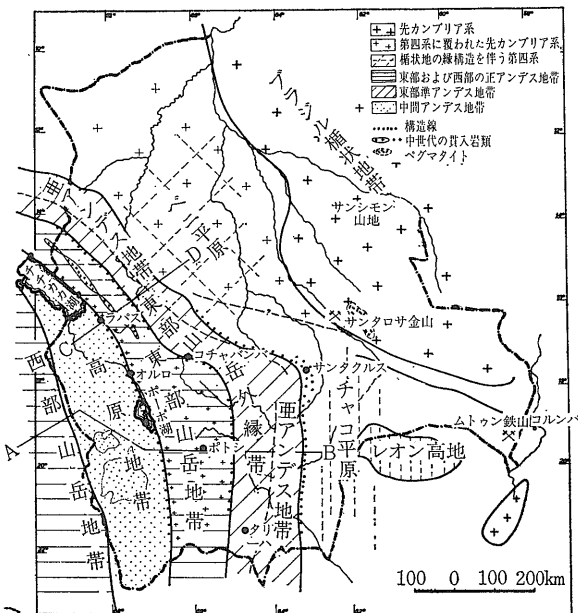 先カンブリア系
第四系に覆われた先カンブリア系
楯状地の縁構造を伴う第四系
東部および西部の正アンデス地帯
東部準アンデス地帯
中間アンデス地帯
構造線
中世代の貫入岩類
ペグマタイト
ブラジル楯状地帯
サンシモン
山地
ベニ平原
亜アンデス地帯
D
チチカカ湖
ラパス
C
東部山岳外縁帯
コチャバンバ
サンタロサ金山
サンタクルス
オルロ
ポーポ湖
高原地帯
西部山岳地帯
東部山岳地帯
A
ポトシ
B
亜アンデス地帯
チャコ平原
レオン高地
ムトゥン鉄山
コルンバ
タリハ
100 0 100 200km